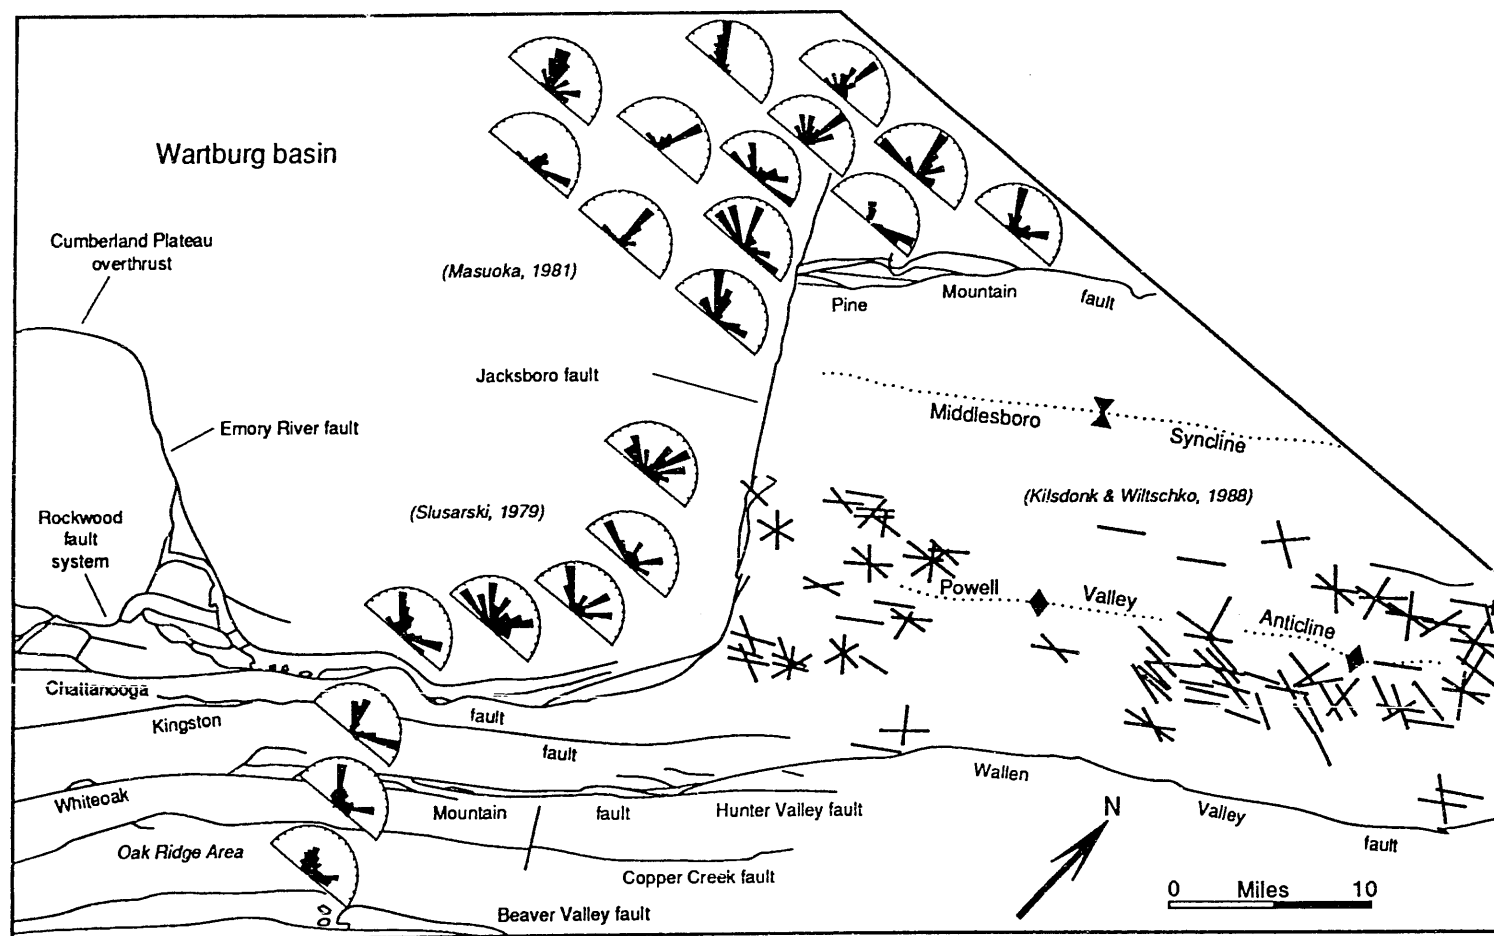 Wartburg basin
Cumberland Plateau
overthrust
(Masuoka, 1981)
Pine
Mountain
fault
Jacksboro fault
Middlesboro
Syncline
Emory River fault
(Kilsdonk & Wiltschko, 1988)
(Slusarski, 1979)
Rockwood
fault
system
Powell
Valley
Anticline
Chattanooga
fault
Kingston
fault
Wallen
Valley
fault
Whiteoak
Mountain
fault
Hunter Valley fault
N
Oak Ridge Area
Copper Creek fault
0 Miles 10
Beaver Valley fault